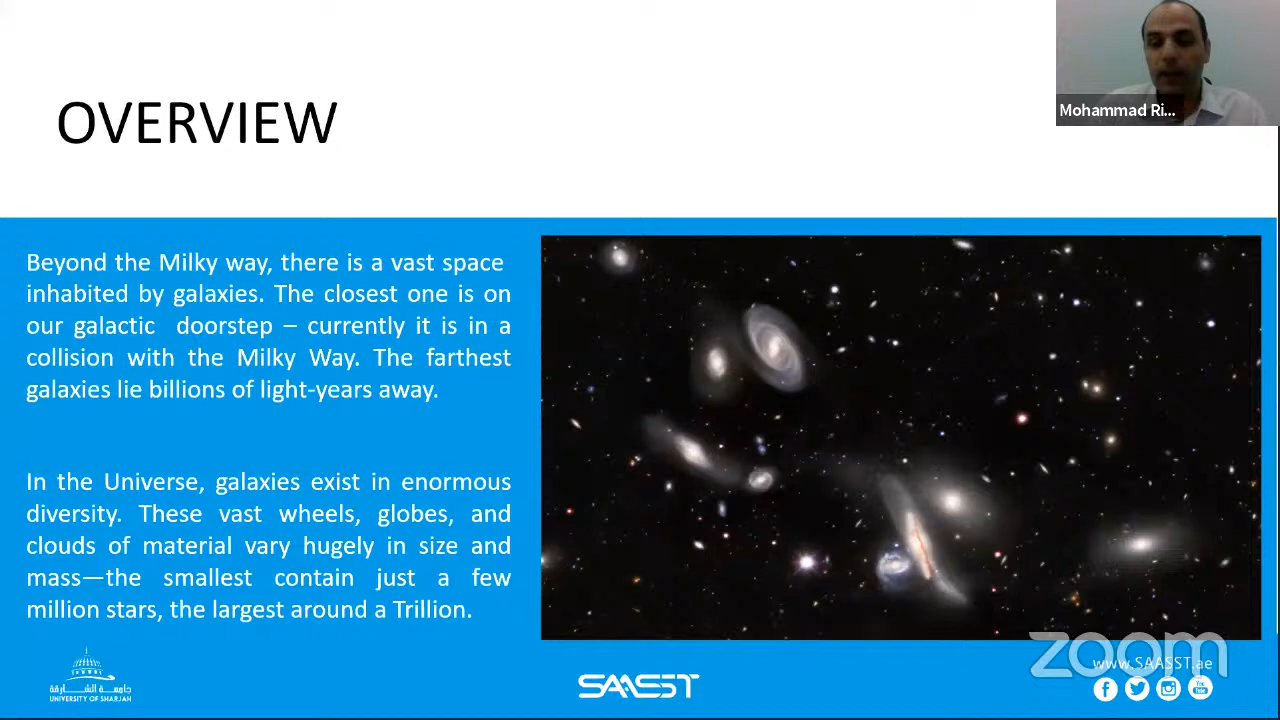 OVERVIEW
Mohammad Ri...
Beyond the Milky way, there is a vast space
inhabited by galaxies. The closest one is on
our galactic doorstep – currently it is in a
collision with the Milky Way. The farthest
galaxies lie billions of light-years away.
In the Universe, galaxies exist in enormous
diversity. These vast wheels, globes, and
clouds of material vary hugely in size and
mass—the smallest contain just a few
million stars, the largest around a Trillion.
جامعة الشارقة
UNIVERSITY OF SHARJAH
SAASST
zoom
www.SAASST.ae
You Tube